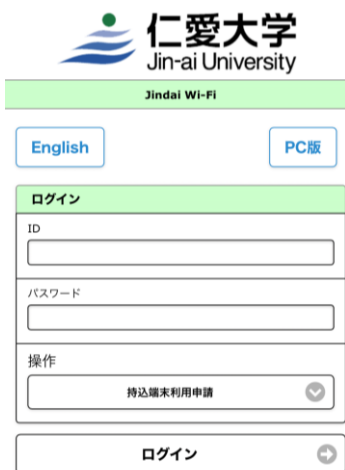 仁愛大学
Jin-ai University
Jindai Wi-Fi
English
PC版
ログイン
ID
パスワード
操作
持込端末利用申請
ログイン